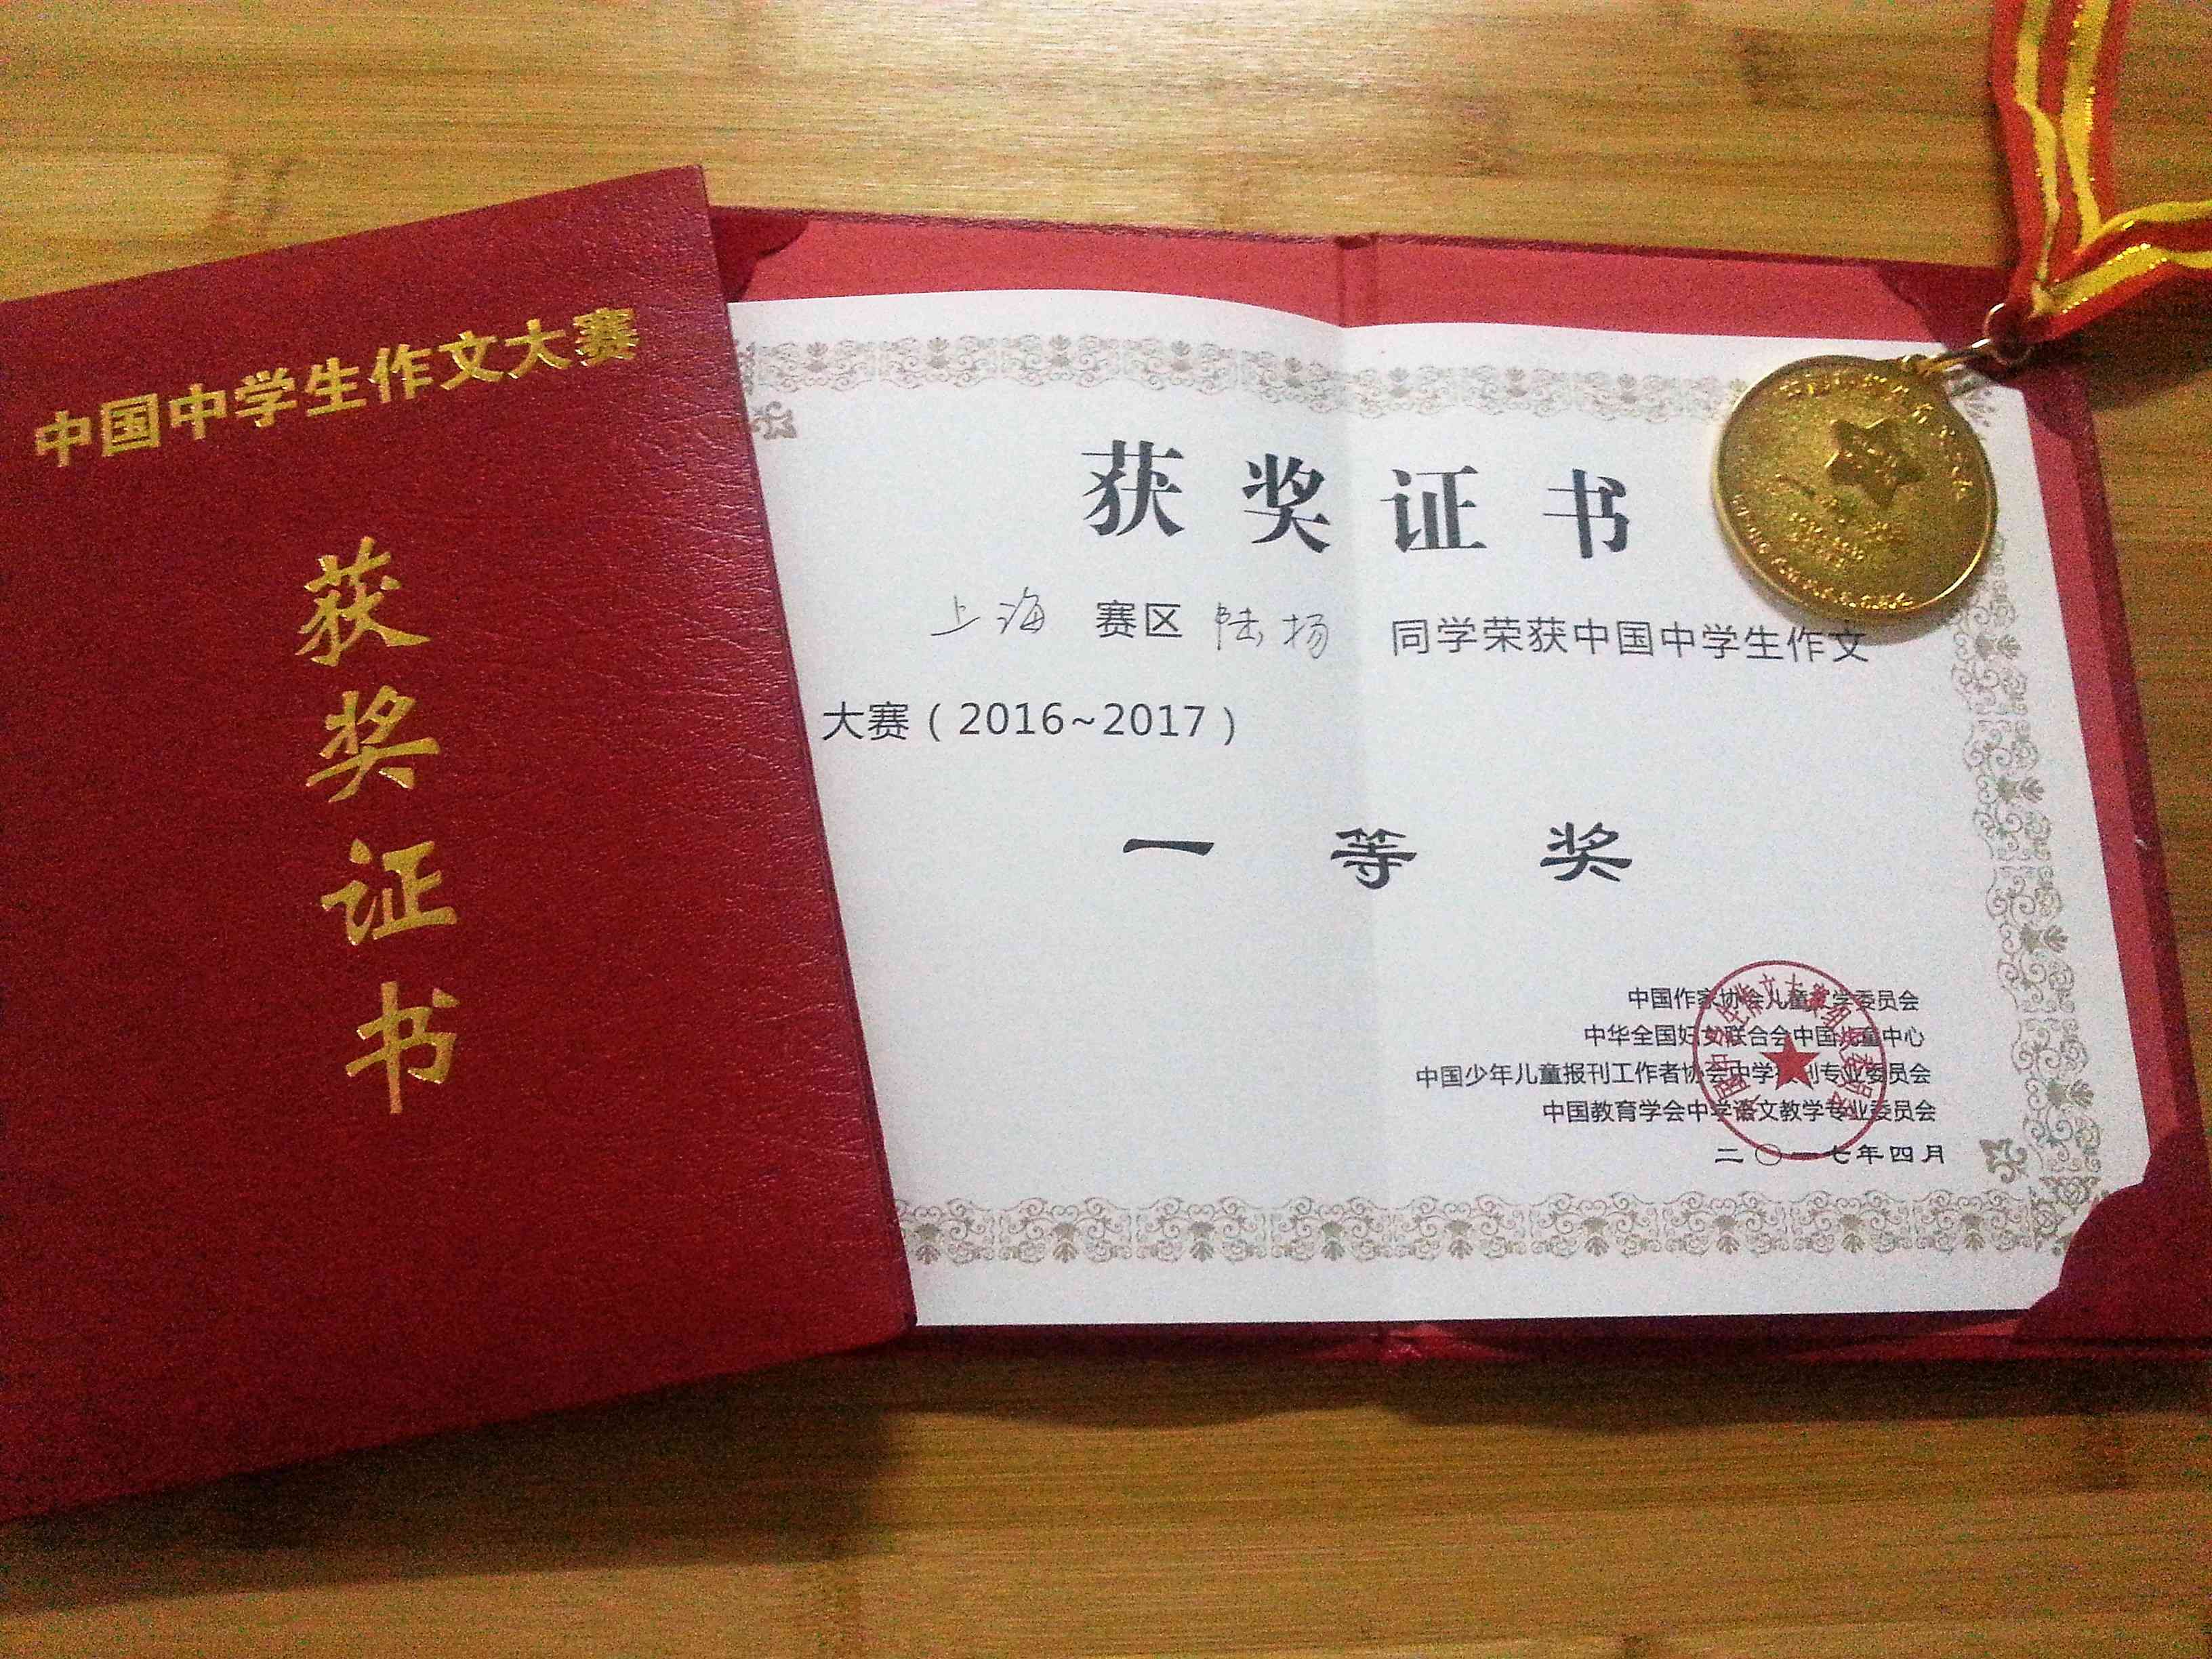 中国中学生作文大赛
获奖证书
获奖证书
上海 赛区 陆扬 同学荣获中国中学生作文
大赛（2016~2017）
一等奖
中国作家协会儿童文学委员会
中华全国妇女联合会中国儿童中心
中国少年儿童报刊工作者协会中学报刊专业委员会
中国教育学会中学语文教学专业委员会
二〇一七年四月